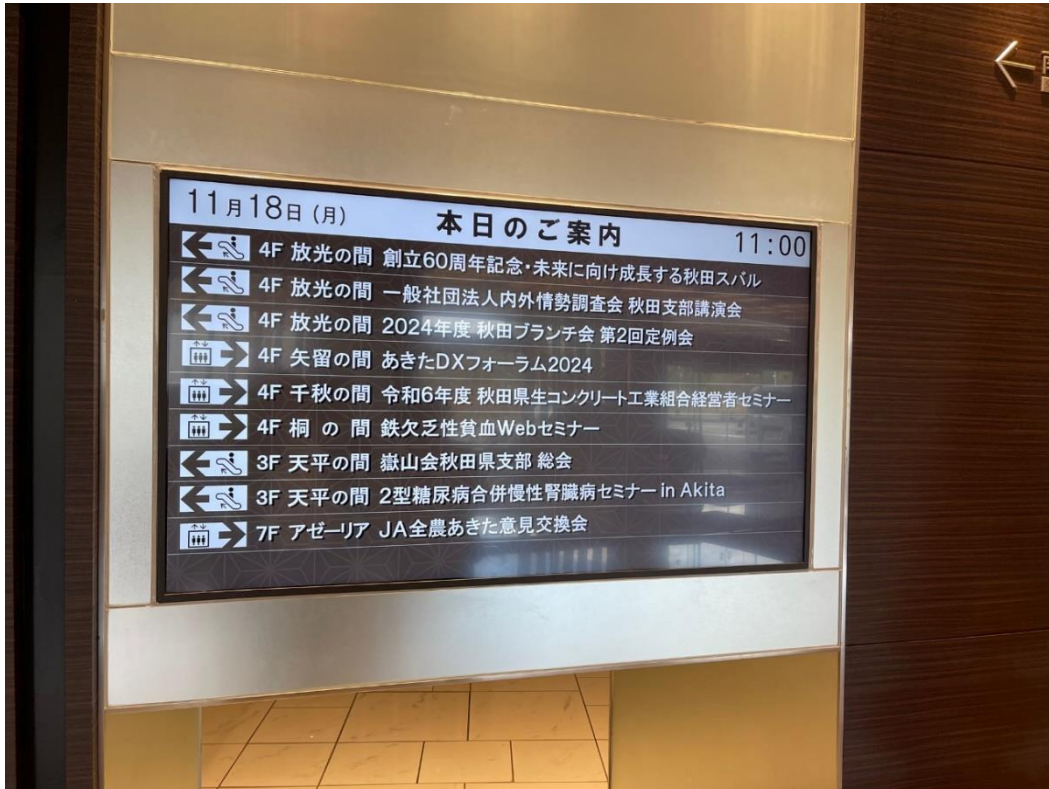 11月18日(月) 本日のご案内 11:00
4F 放光の間 創立60周年記念・未来に向け成長する秋田スバル
4F 放光の間 一般社団法人内外情勢調査会 秋田支部講演会
4F 放光の間 2024年度 秋田ブランチ会 第2回定例会
4F 矢留の間 あきたDXフォーラム2024
4F 千秋の間 令和6年度 秋田県生コンクリート工業組合経営者セミナー
4F 桐の間 鉄欠乏性貧血Webセミナー
3F 天平の間 嶽山会秋田県支部 総会
3F 天平の間 2型糖尿病合併慢性腎臓病セミナー in Akita
7F アゼーリア JA全農あきた意見交換会